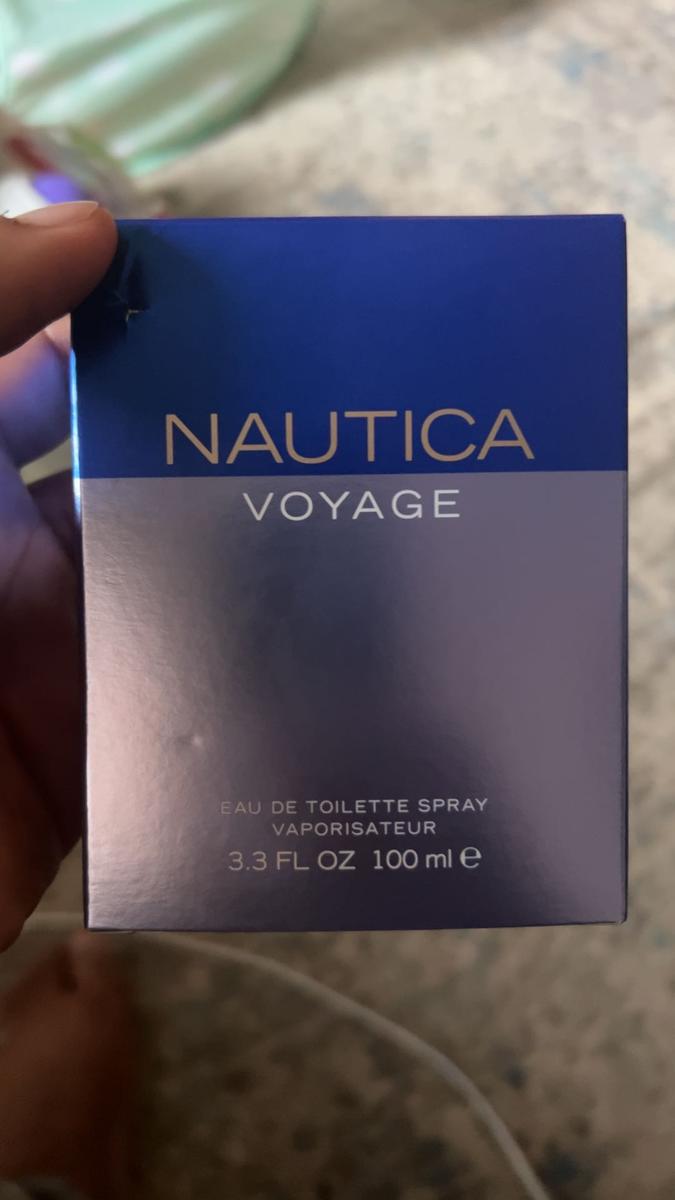 NAUTICA
VOYAGE
EAU DE TOILETTE SPRAY
VAPORISATEUR
3.3 FL OZ 100 ml ℮